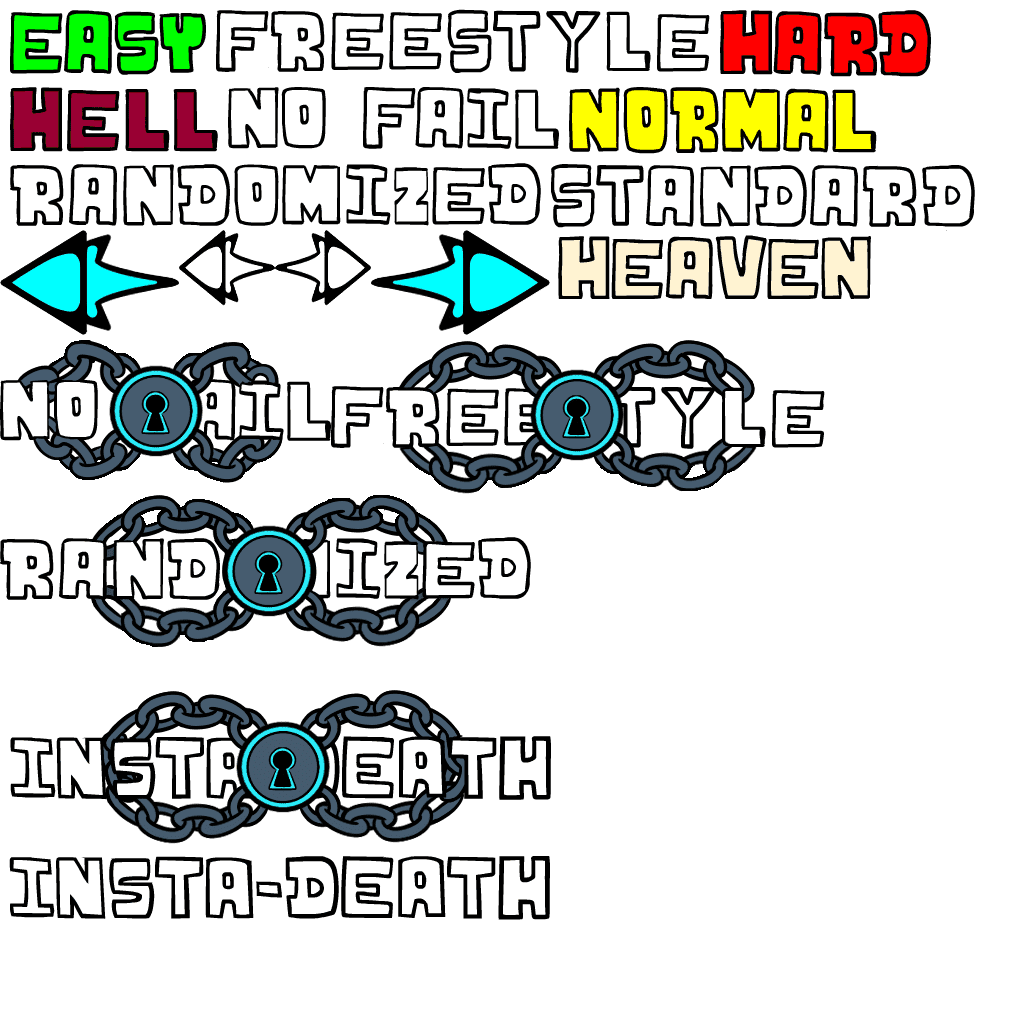 EASY FREESTYLE HARD
HELL NO FAIL NORMAL
RANDOMIZED STANDARD
HEAVEN
NO AIL FREE TYLE
RAND IZED
INSTA DEATH
INSTA-DEATH